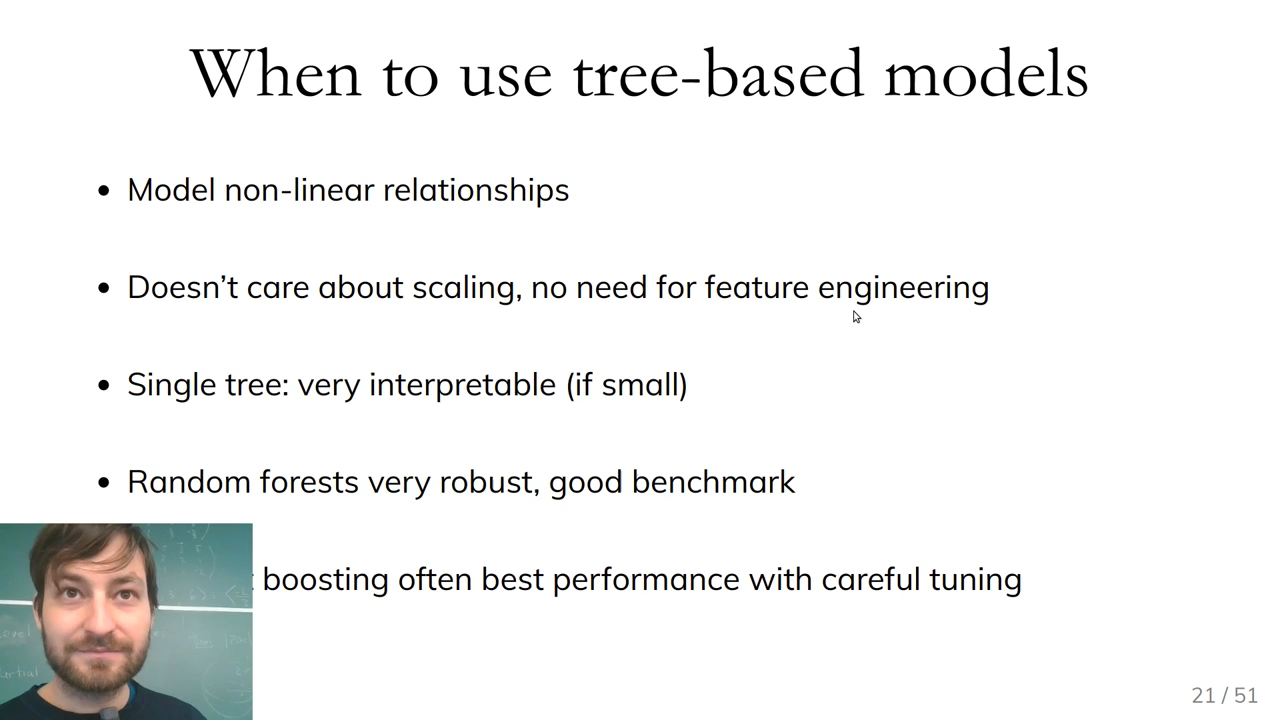 When to use tree-based models
• Model non-linear relationships
• Doesn’t care about scaling, no need for feature engineering
• Single tree: very interpretable (if small)
• Random forests very robust, good benchmark
boosting often best performance with careful tuning
21 / 51